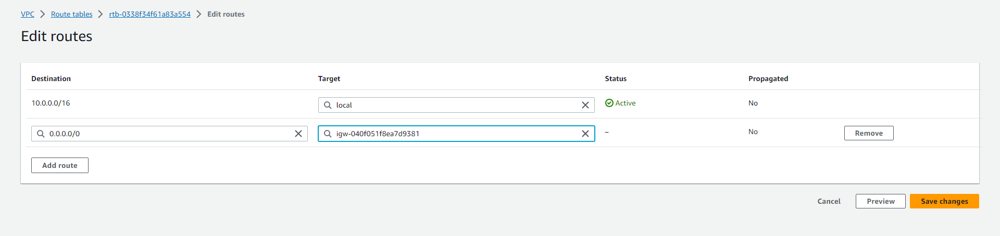 VPC > Route tables > rtb-0338f34f61a83a554 > Edit routes
Edit routes
Destination Target Status Propagated
10.0.0.0/16 local Active No
0.0.0.0/0 igw-040f051f8ea7d9381 – No Remove
Add route
Cancel Preview Save changes